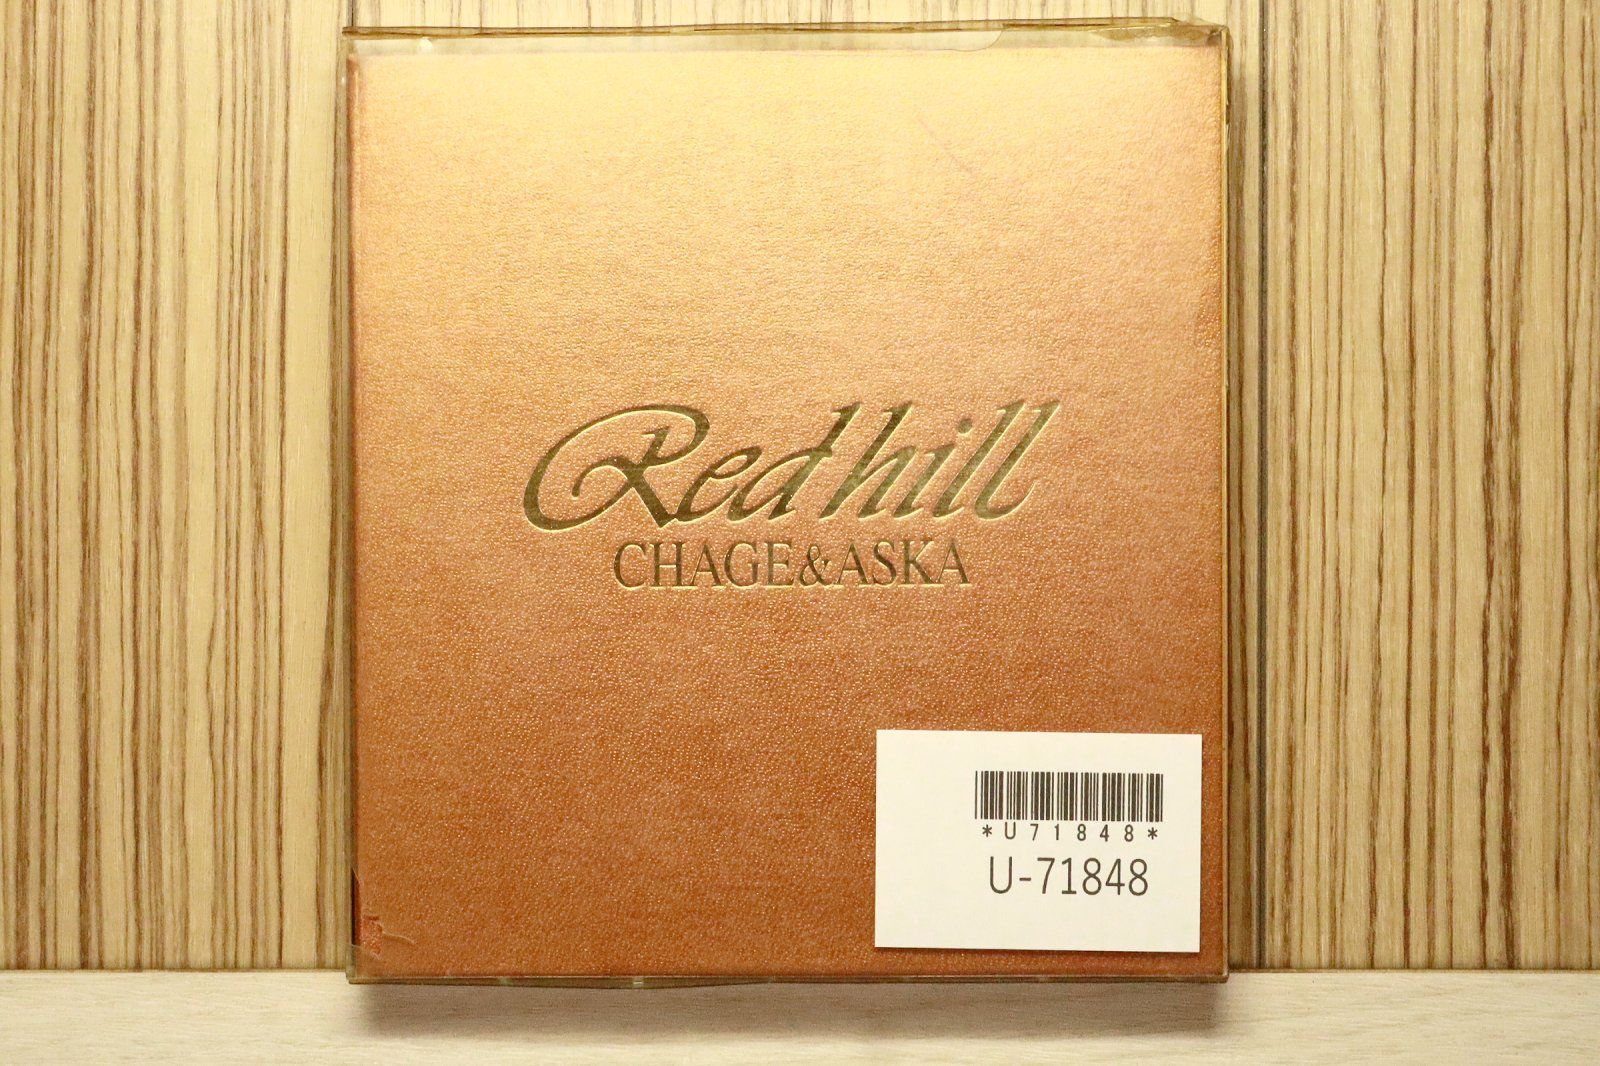 Red hill
CHAGE&ASKA
*U71848*
U-71848